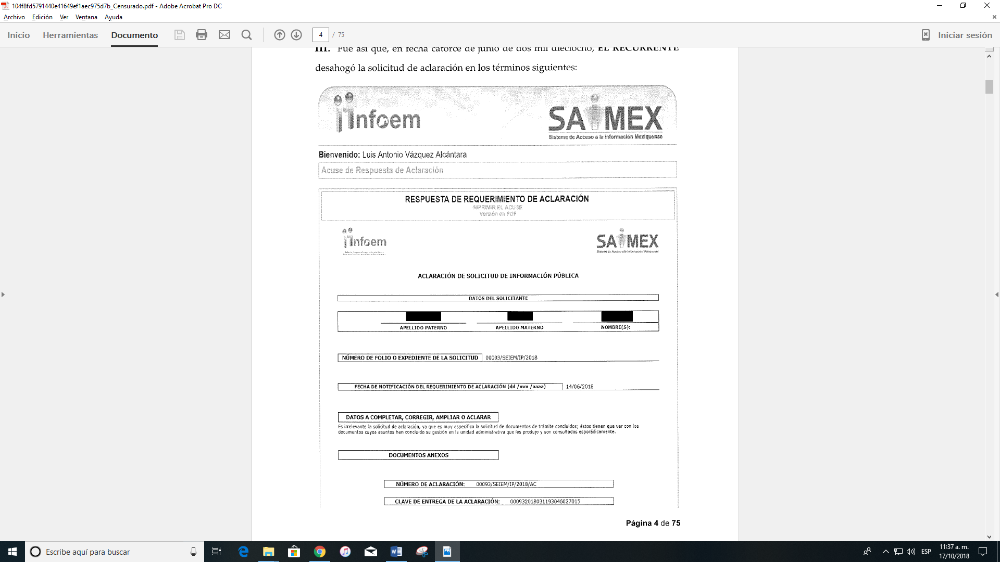 104f8fd5791440e41649ef1aec975d7b_Censurado.pdf - Adobe Acrobat Pro DC
Archivo Edición Ver Ventana Ayuda
Inicio Herramientas Documento 4 / 75 Iniciar sesión
III. Fue así que, en fecha catorce de junio de dos mil dieciocho, EL RECURRENTE
desahogó la solicitud de aclaración en los términos siguientes:
infoem
SAIMEX
Sistema de Acceso a la Información Mexiquense
Bienvenido: Luis Antonio Vázquez Alcántara
Acuse de Respuesta de Aclaración
RESPUESTA DE REQUERIMIENTO DE ACLARACIÓN
IMPRIMIR EL ACUSE
Versión en PDF
infoem
SAIMEX
Sistema de Acceso a la Información Mexiquense
ACLARACIÓN DE SOLICITUD DE INFORMACIÓN PÚBLICA
DATOS DEL SOLICITANTE
APELLIDO PATERNO APELLIDO MATERNO NOMBRE(S):
NÚMERO DE FOLIO O EXPEDIENTE DE LA SOLICITUD 00093/SEIEM/IP/2018
FECHA DE NOTIFICACIÓN DEL REQUERIMIENTO DE ACLARACIÓN (dd /mm /aaaa) 14/06/2018
DATOS A COMPLETAR, CORREGIR, AMPLIAR O ACLARAR
Es irrelevante la solicitud de aclaración, ya que es muy especifica la solicitud de documentos de trámite concluidos; éstos tienen que ver con los
documentos cuyos asuntos han concluido su gestión en la unidad administrativa que los produjo y son consultados esporádicamente.
DOCUMENTOS ANEXOS
NÚMERO DE ACLARACIÓN: 00093/SEIEM/IP/2018/AC
CLAVE DE ENTREGA DE LA ACLARACIÓN: 000932018031193046027015
Página 4 de 75
Escribe aquí para buscar
ESP
11:37 a. m.
17/10/2018